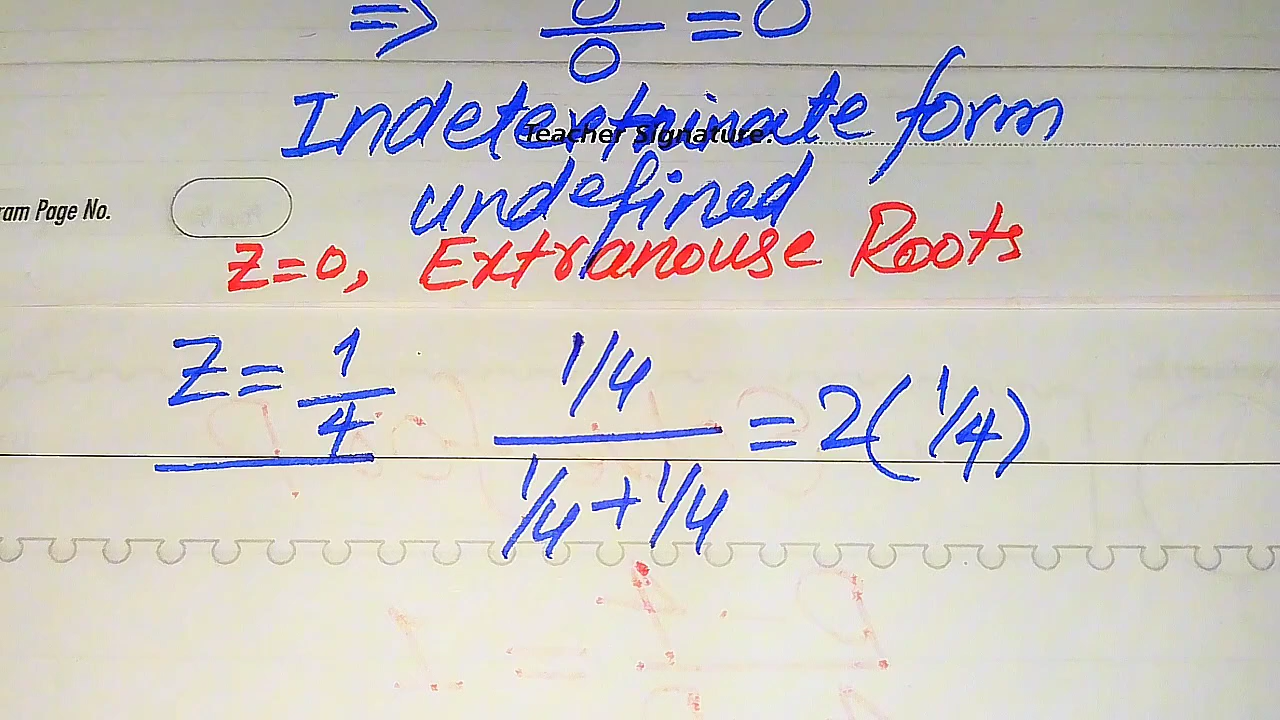 => 0/0 = 0
Indeterminate form
Teacher Signature:
undefined
ram Page No.
z=0, Extranouse Roots
z = 1/4   (1/4)/(1/4 + 1/4) = 2(1/4)